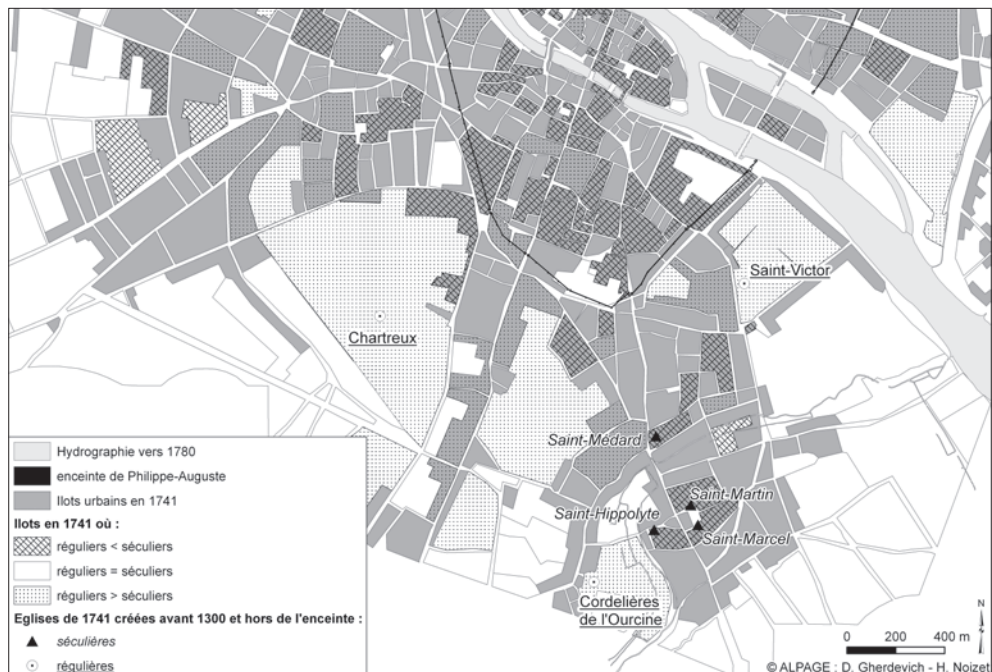 Saint-Victor
Chartreux
Saint-Médard
Saint-Martin
Saint-Hippolyte
Saint-Marcel
Cordelières
de l'Ourcine
Hydrographie vers 1780
enceinte de Philippe-Auguste
Ilots urbains en 1741
Ilots en 1741 où :
réguliers < séculiers
réguliers = séculiers
réguliers > séculiers
Eglises de 1741 créées avant 1300 et hors de l'enceinte :
séculières
régulières
N
0 200 400 m
© ALPAGE : D. Gherdevich - H. Noizet